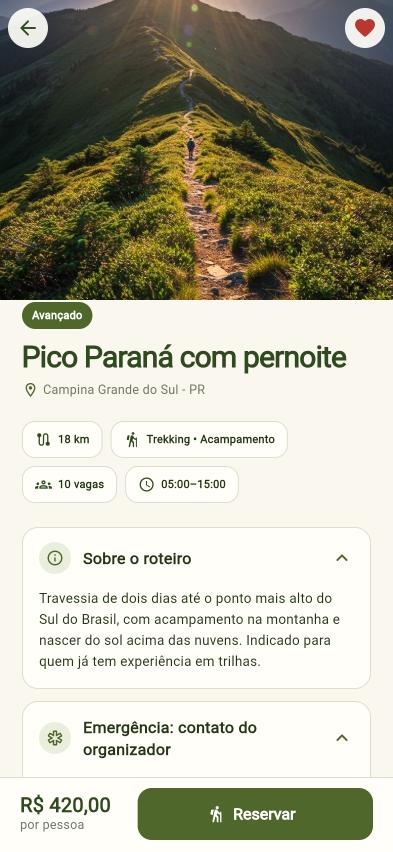 Avançado
Pico Paraná com pernoite
Campina Grande do Sul - PR
18 km
Trekking • Acampamento
10 vagas
05:00–15:00
Sobre o roteiro
Travessia de dois dias até o ponto mais alto do
Sul do Brasil, com acampamento na montanha e
nascer do sol acima das nuvens. Indicado para
quem já tem experiência em trilhas.
Emergência: contato do
organizador
R$ 420,00
por pessoa
Reservar